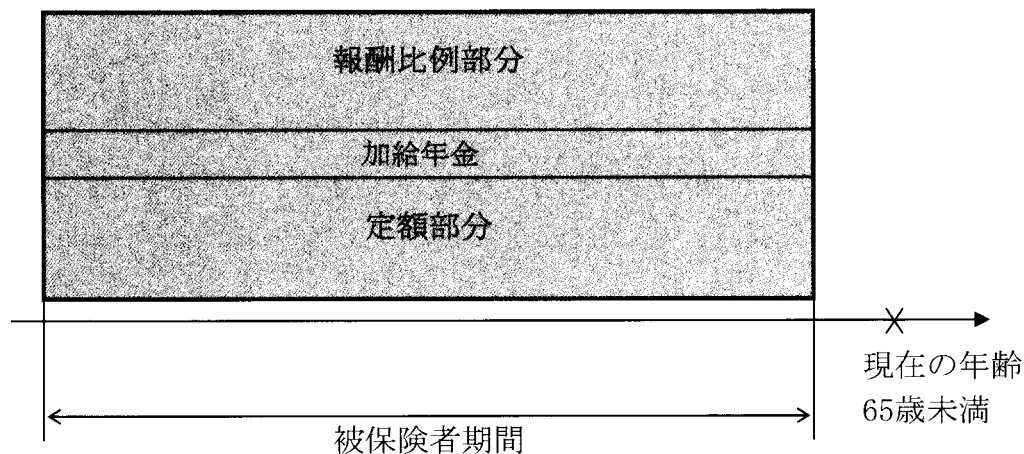 報酬比例部分
加給年金
定額部分
現在の年齢
65歳未満
被保険者期間